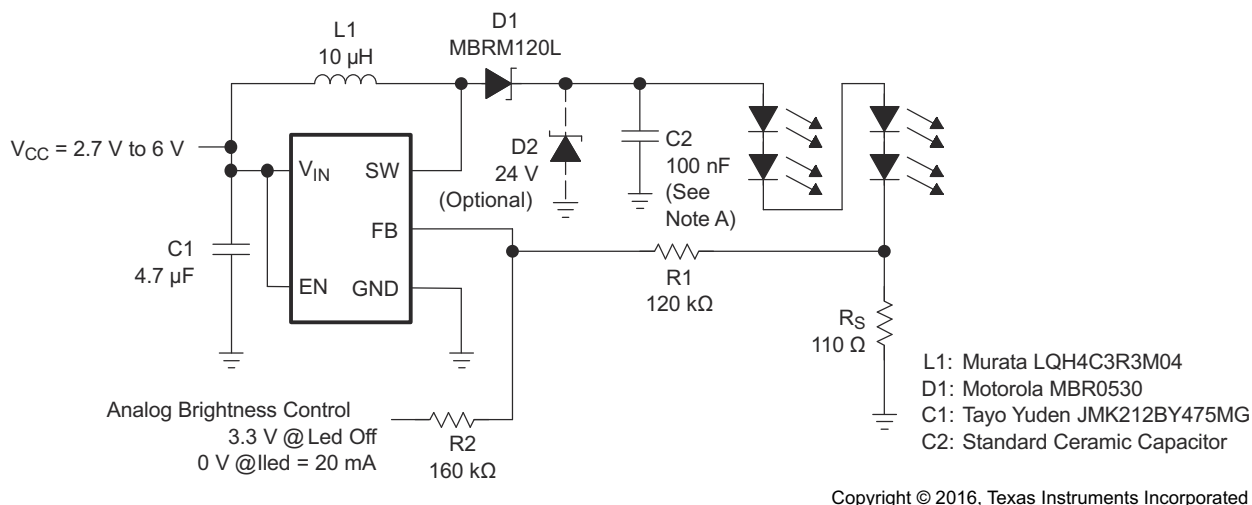 L1
10 µH
D1
MBRM120L
VCC = 2.7 V to 6 V
VIN
SW
FB
EN
GND
C1
4.7 µF
D2
24 V
(Optional)
C2
100 nF
(See
Note A)
R1
120 kΩ
RS
110 Ω
L1: Murata LQH4C3R3M04
D1: Motorola MBR0530
C1: Tayo Yuden JMK212BY475MG
C2: Standard Ceramic Capacitor
Analog Brightness Control
3.3 V @ Led Off
0 V @Iled = 20 mA
R2
160 kΩ
Copyright © 2016, Texas Instruments Incorporated